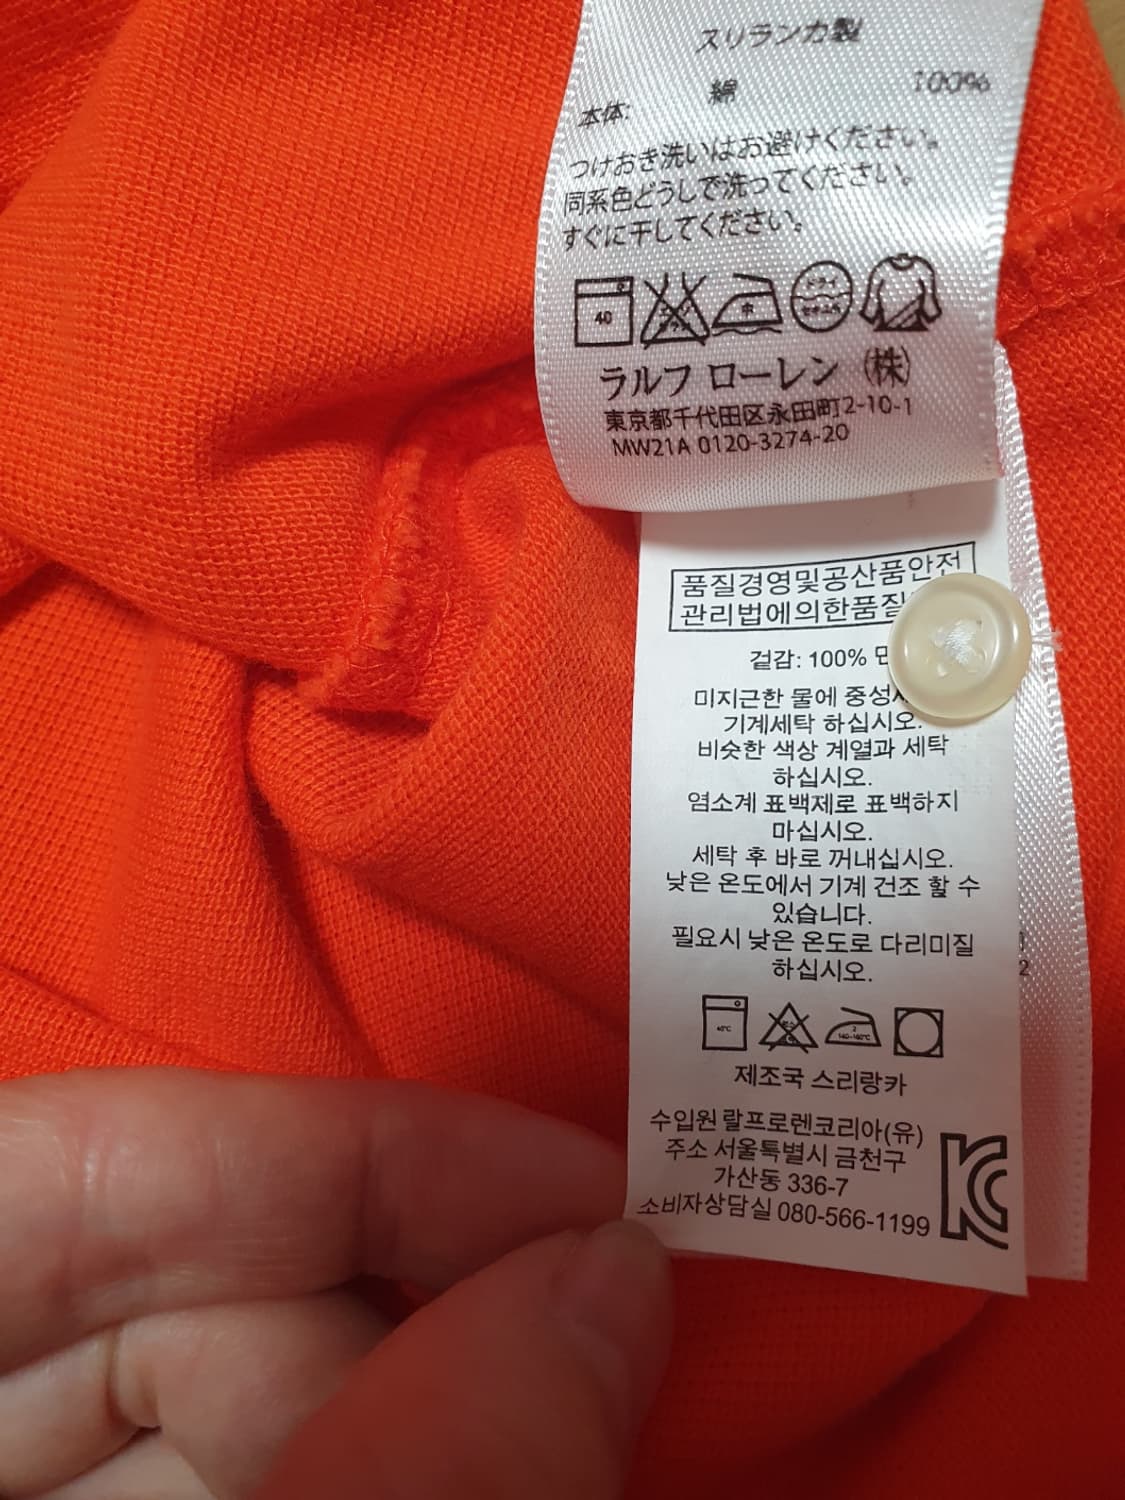 スリランカ製
本体: 綿 100%
つけおき洗いはお避けください。
同系色どうしで洗ってください。
すぐに干してください。
40
中
ドライ
ラルフ ローレン (株)
東京都千代田区永田町2-10-1
MW21A 0120-3274-20
품질경영및공산품안전
관리법에의한품질
겉감: 100%
미지근한 물에
기계세탁 하십시오.
비슷한 색상 계열과 세탁
하십시오.
염소계 표백제로 표백하지
마십시오.
세탁 후 바로 꺼내십시오.
낮은 온도에서 기계 건조 할 수
있습니다.
필요시 낮은 온도로 다리미질
하십시오.
40℃
2
140-160℃
제조국 스리랑카
수입원 랄프로렌코리아(유)
주소 서울특별시 금천구
가산동 336-7
소비자상담실 080-566-1199